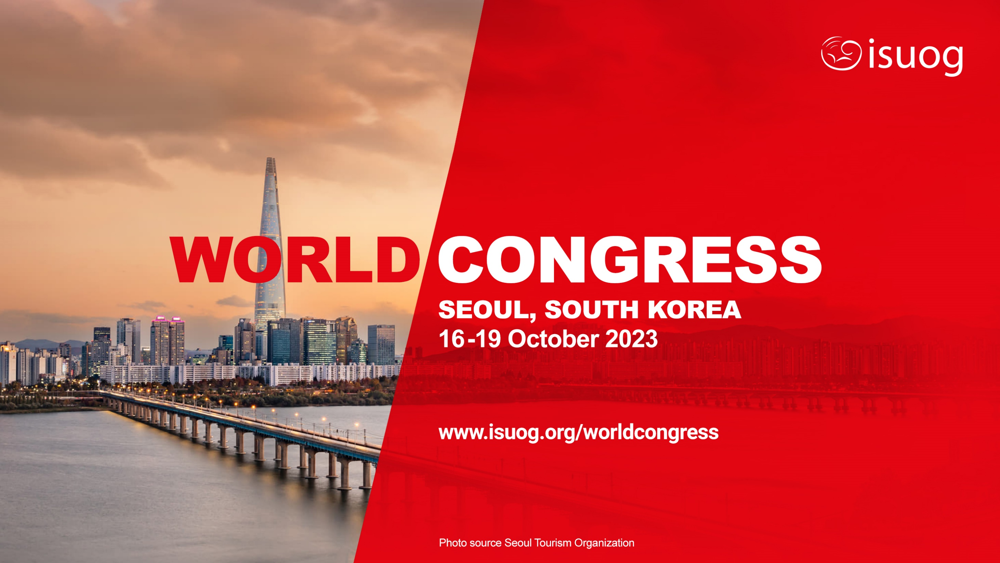 isuog
WORLD CONGRESS
SEOUL, SOUTH KOREA
16-19 October 2023
www.isuog.org/worldcongress
Photo source Seoul Tourism Organization